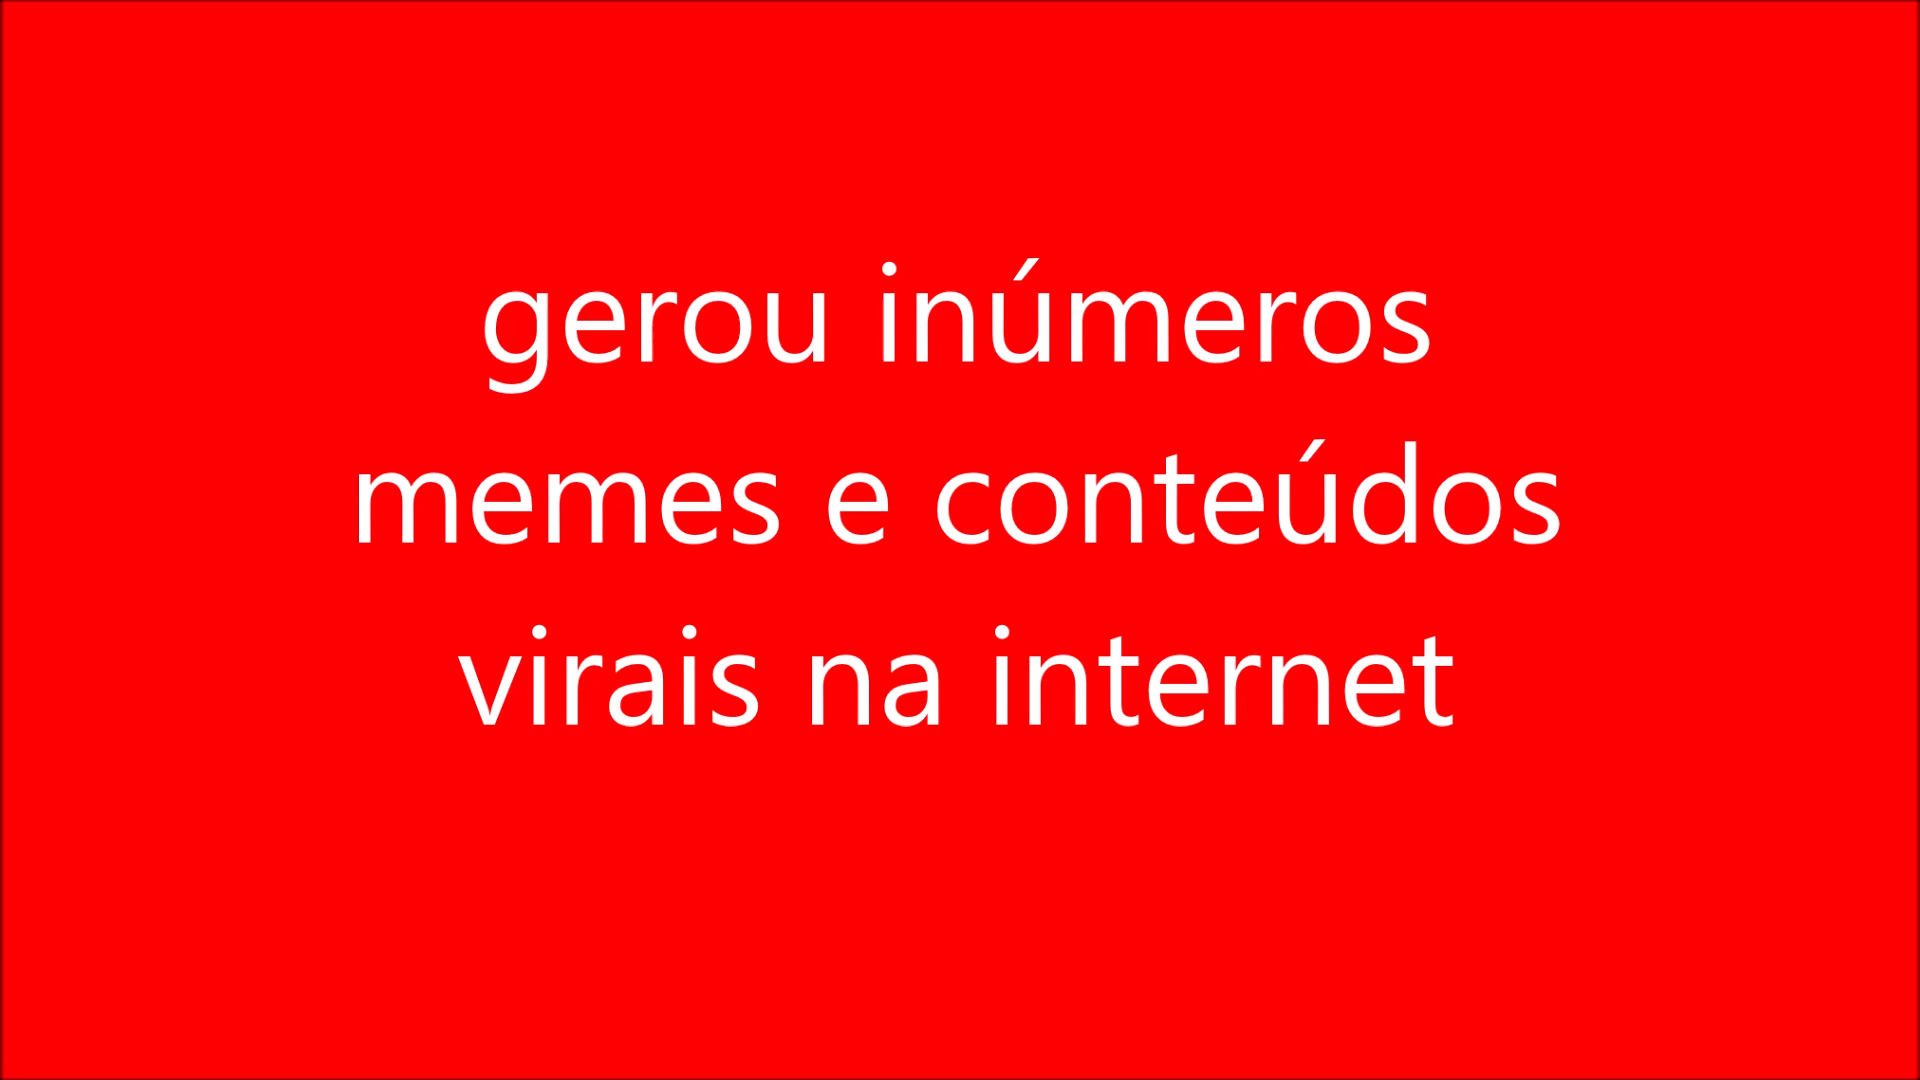 gerou inúmeros
memes e conteúdos
virais na internet